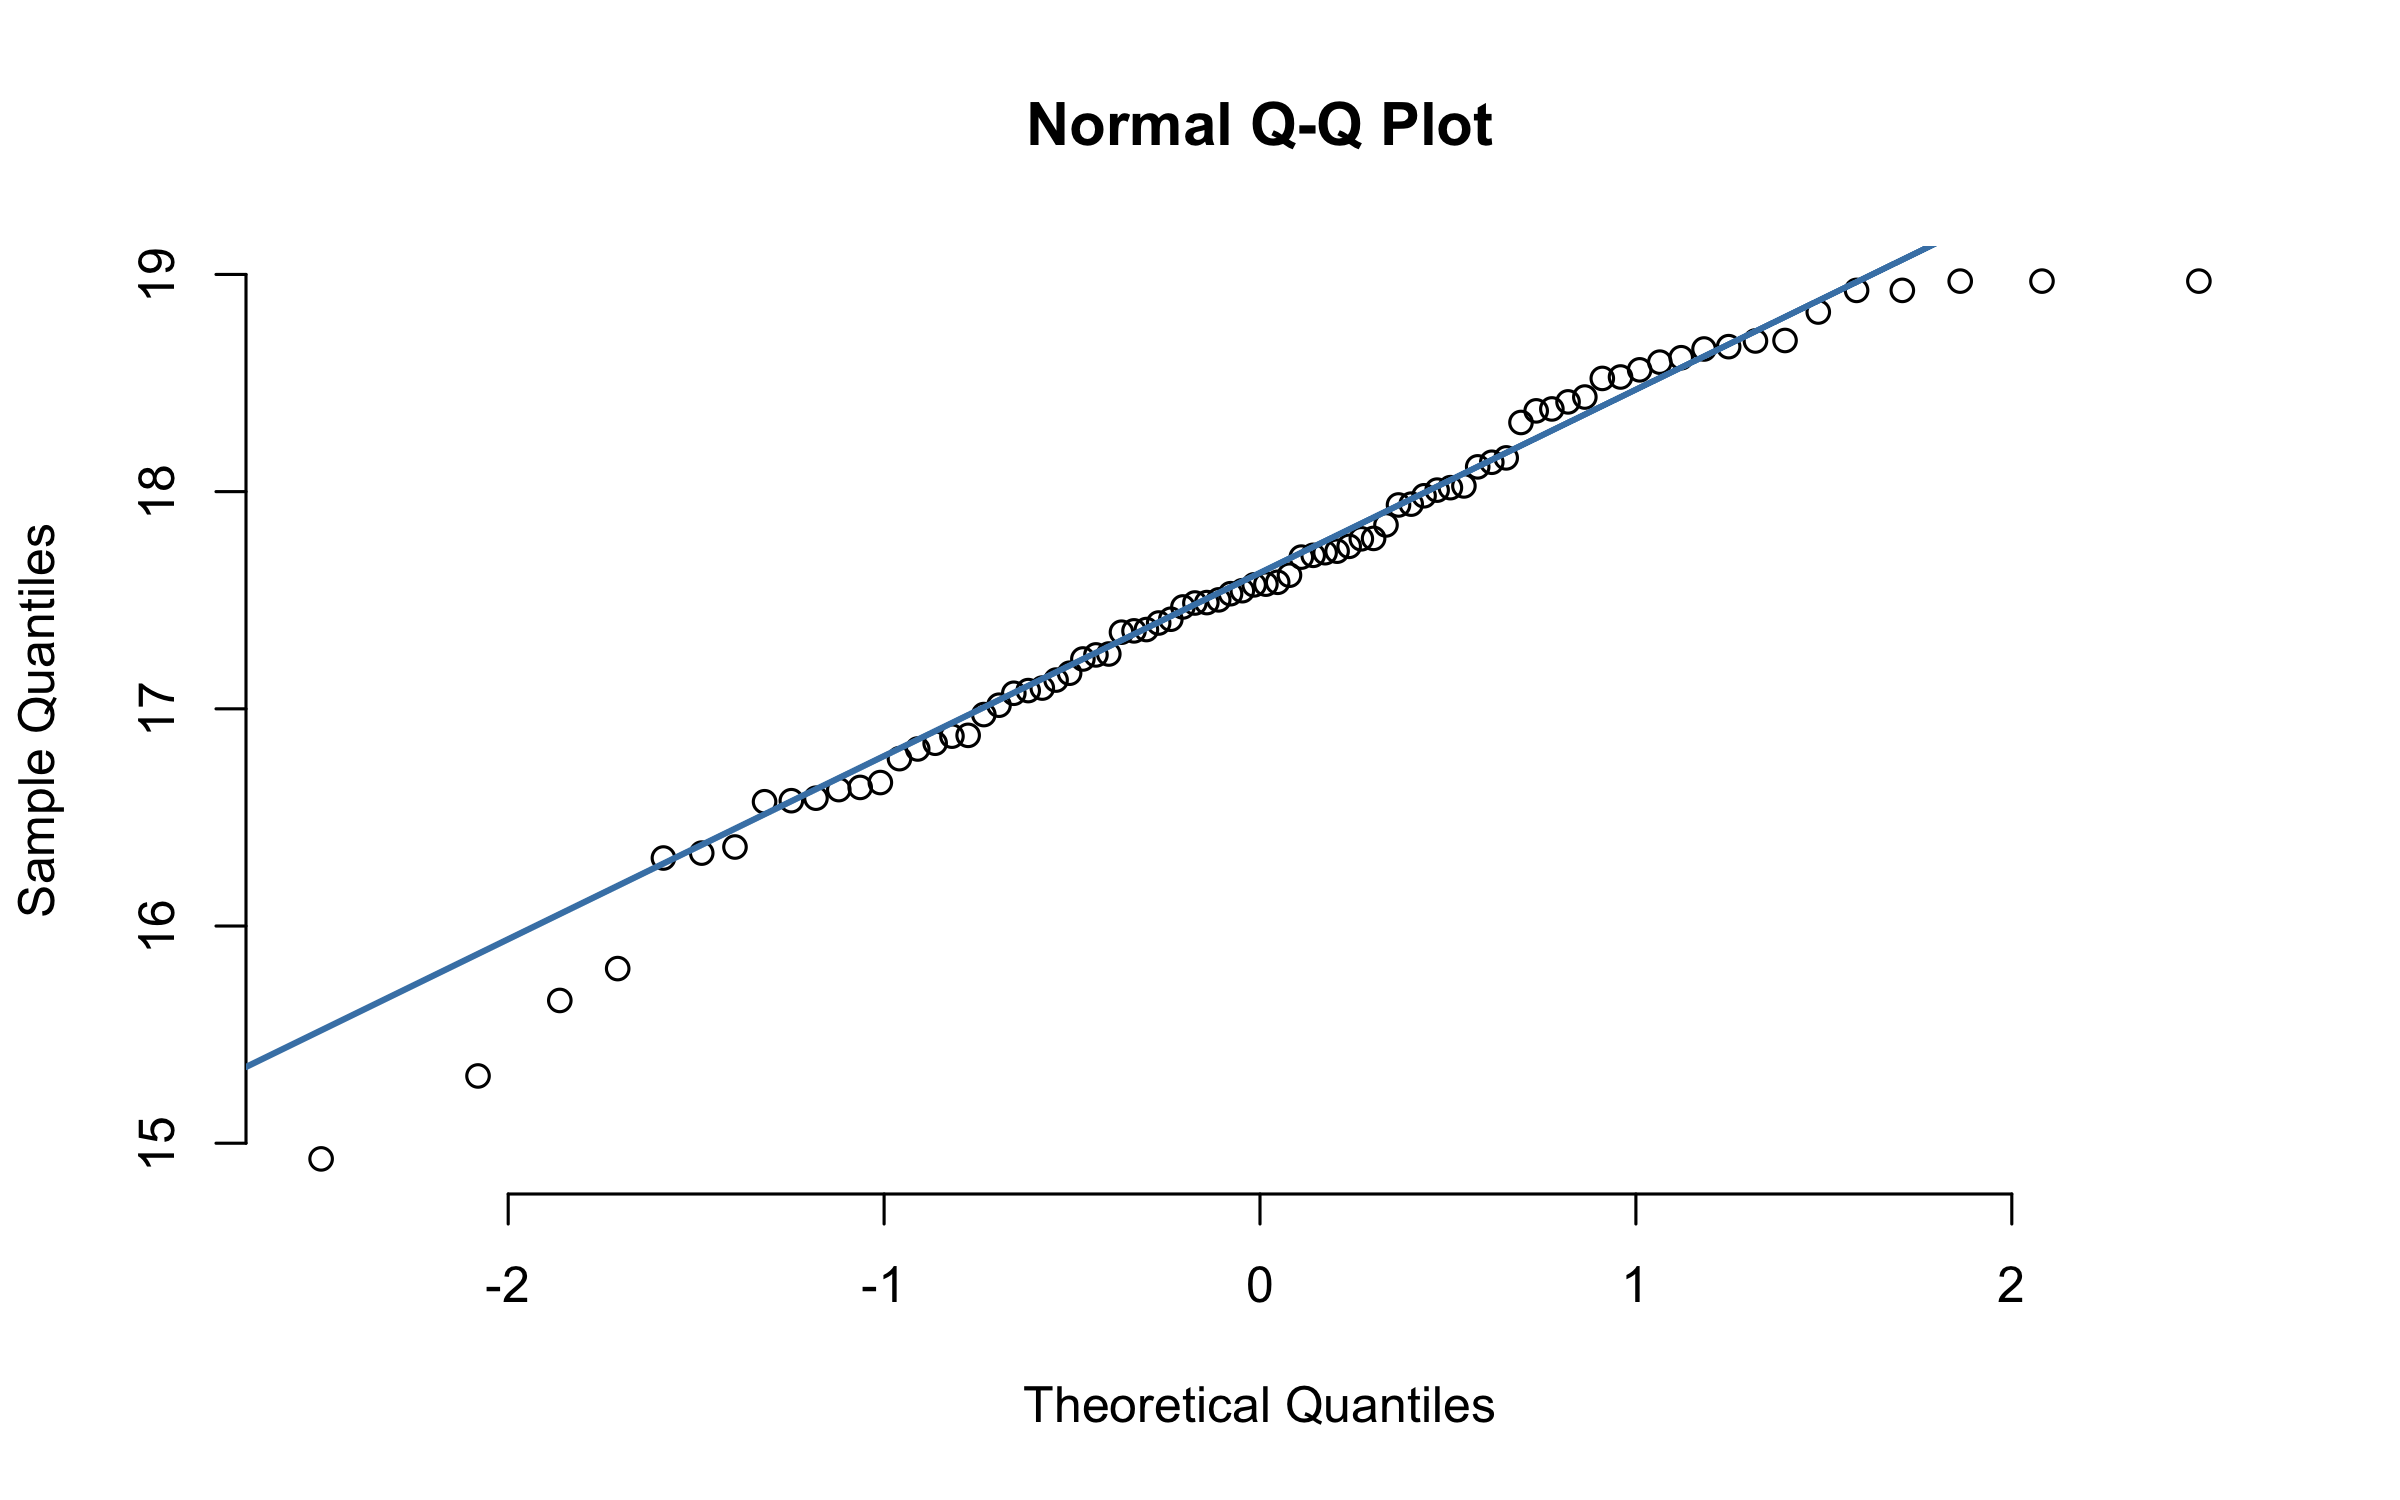 Normal Q-Q Plot
19
18
17
16
15
Sample Quantiles
-2 -1 0 1 2
Theoretical Quantiles